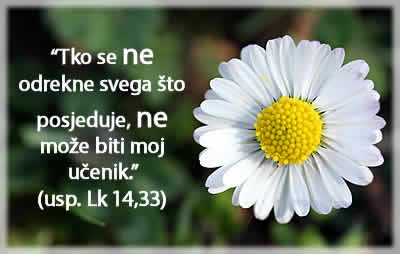 “Tko se ne
odrekne svega što
posjeduje, ne
može biti moj
učenik.”
(usp. Lk 14,33)